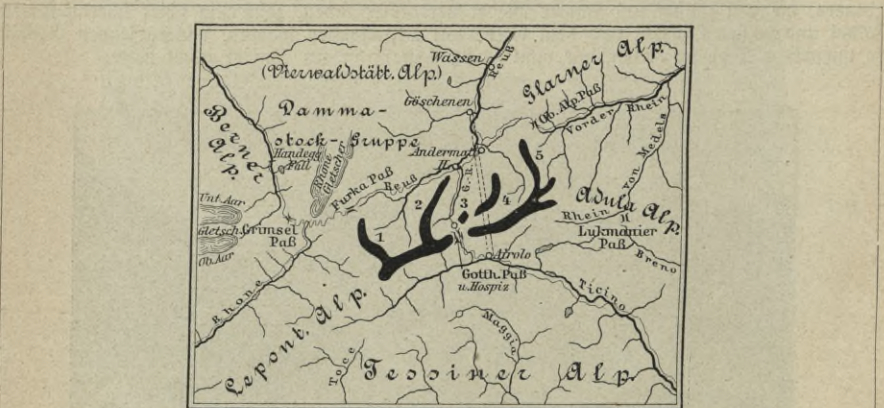 Wassen
Reuß
(Vierwaldstätt. Alp.)
Glarner Alp.
Göschenen
Damma-
stock-Gruppe
Berner
Alp.
Ob. Alp. Paß
Vorder Rhein
Handegg
Fall
Andermatt
H.
Rhone
Gletscher
Furka Paß
Reuß
G.-R.
von Medels
5
2
3
4
1
Adula Alp.
Rhein
Lukmanier
Paß
Breno
Unt. Aar
Gletsch.
Ob. Aar
Grimsel
Paß
Airolo
Gotth. Paß
u. Hospiz
Ticino
Rhone
Lepont. Alp.
Toce
Maggia
Tessiner Alp.